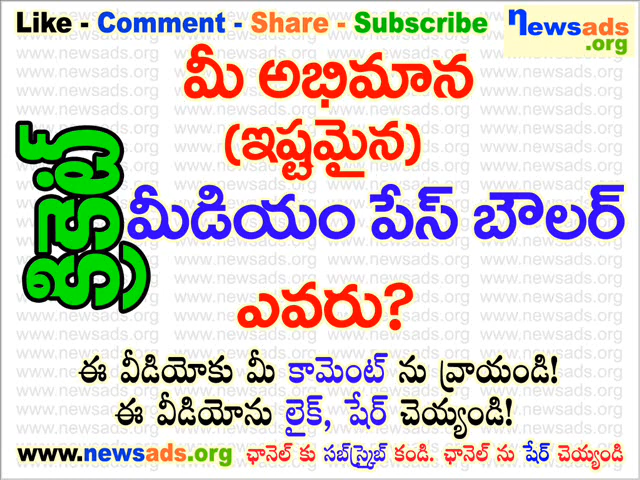 Like - Comment - Share - Subscribe
newsads
.org
మీ అభిమాన
(ఇష్టమైన)
క్రికెట్
మీడియం పేస్ బౌలర్
ఎవరు?
ఈ వీడియోకు మీ కామెంట్ ను వ్రాయండి!
ఈ వీడియోను లైక్, షేర్ చెయ్యండి!
www.newsads.org ఛానెల్ కు సబ్‌స్క్రైబ్ కండి. ఛానెల్ ను షేర్ చెయ్యండి